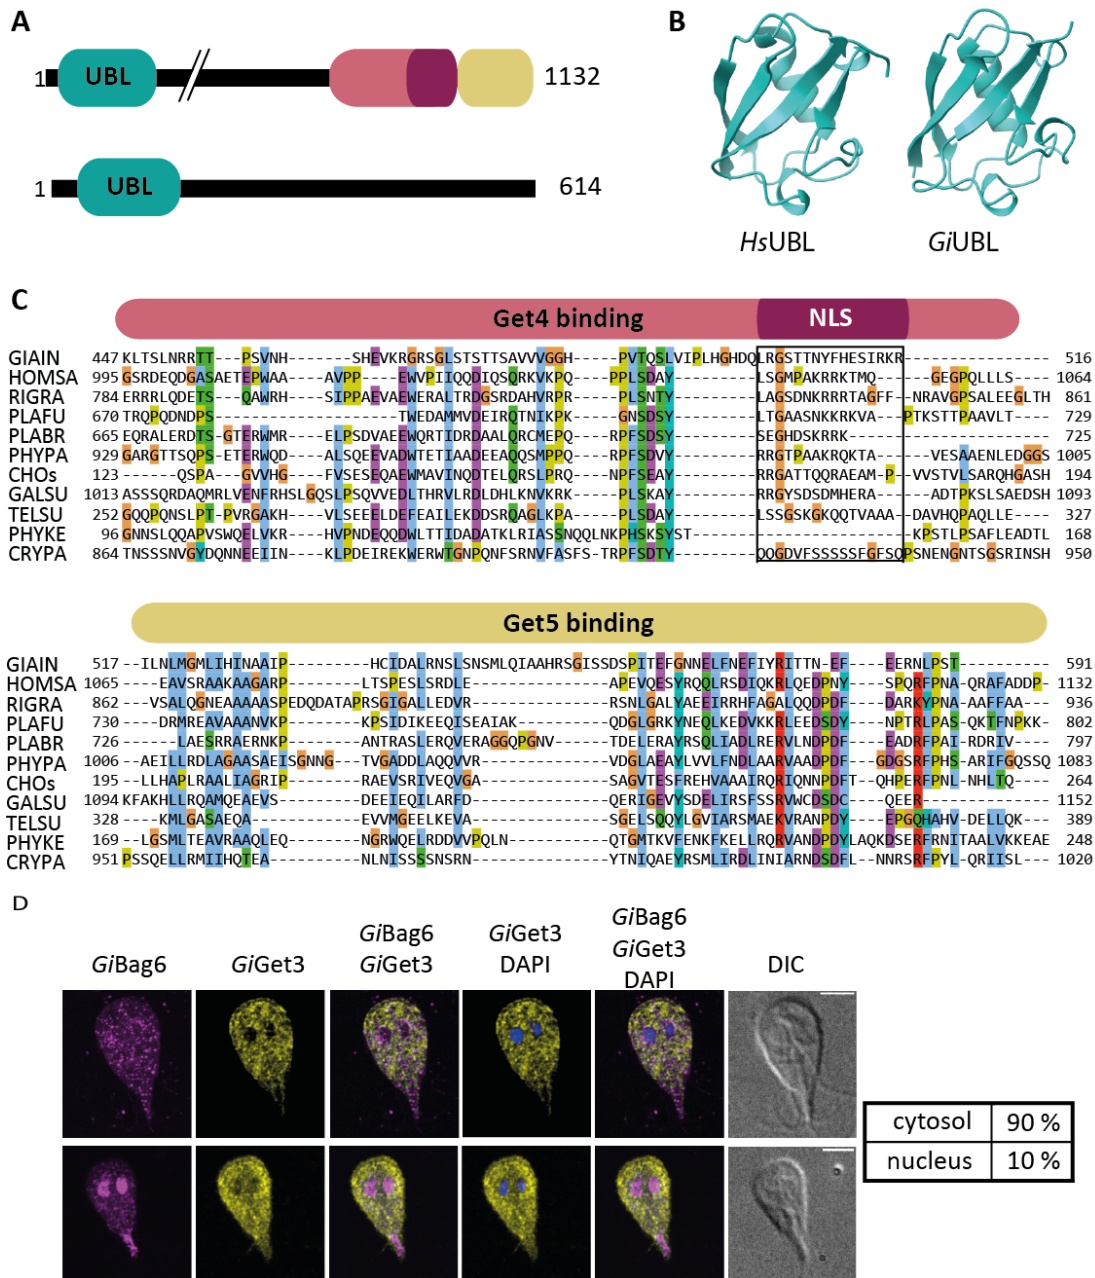 A
1 UBL 1132
1 UBL 614
B
HsUBL GiUBL
C
Get4 binding NLS
GIAIN 447 KLTSLNRRTT---PSVNH-------SHEVKRGRSGLSTSTTSAVVVGGH-----PVTQSLVIPLHGHDQLRGSTTNYFHESIRKR------------ 516
HOMSA 995 GSRDEQDGASAETEPWAA----AVPP----EWVPIIQQDIQSQRKVKPQ---PPLSDAY---------LSGMPAKRRKTMQ------GEGPQLLLS- 1064
RIGRA 784 ERRRLQDETS---QAWRH----SIPPAEVAEWERALTRDGSRDAHVRPR----PLSNTY---------LAGSDNKRRRTAGFF--NRAVGPSALEEGLTH 861
PLAFU 670 TRQPQDNDPS------------------TWEDAMMVDEIRQTNIKPK-----GNSDSY---------LTGAASNKKRKVA---PTKSTTPAAVLT---- 729
PLABR 665 EQRALERDTS-GTERWMR----ELPSDVAEEWQRTIDRDAALQRCMEPQ----RPFSDSY---------SEGHDSKRRK------------------ 725
PHYPA 929 GARGTTSQPS-ETERWQD----ALSQEEVADWTETIAADEEAQQSMPPQ----RPFSDAY---------RRGTPAAKRQKTA------VESAAENLEDGGS 1005
CHOs 123 -----QSPA---GVVHG----FVSESEQAEWMAVINQDTELQRSLPRQ----NPFSEAY---------RRGATTQQRAEAM-P--VVSTVLSARQHGASH 194
GALSU 1013 ASSSQRDAQMRLVENFRHSLGQSLPSQVVEDLTHRVLRDLDHLKNVKRK----PLSKAY---------RRGYSDSDMHERA------ADTPKSLSAEDSH 1093
TELSU 252 GQQPQNSLPT-PVRGAKH----VLSEEELDEFEAILEKDDSRQAGLKPA----PLSDAY---------LSSGSKGKQQTVAAA---DAVHQPAQLLE--- 327
PHYKE 96 GNNSLQQAPVSWQELVKR----HVPNDEQQDWLTTIDADATKLRIASSNQQLNKPHSKSYST-------------------------KPSTLPSAFLEADTL 168
CRYPA 864 TNSSSNVGYDQNNEEIIN----KLPDEIREKWERWTGNPQNFSRNVFASFS-TRPFSDTY---------QQGDVFSSSSSFGFSQPSNENGNTSGSRINSH 950
Get5 binding
GIAIN 517 --ILNLMGMLIHINAAIP---------HCIDALRNSLSNSMLQIAAHRSGISSDSPITEFGNNELFNEFIYRITTN-EF----EERNLPST---------- 591
HOMSA 1065 ----EAVSRAAKAAGARP--------LTSPESLSRDLE-------------APEVQESYRQQLRSDIQKRLQEDPNY----SPQRFPNA-QRAFADDP- 1132
RIGRA 862 ---VSALQGNEAAAAASPEDQDATAPRSGIGALLEDVR-------------RSNLGALYAEEIRRHFAGALQQDPDF----DARKYPNA-FAA------ 936
PLAFU 730 ----DRMREAVAAANVKP-------KPSIDIKEEQISEAIAK---------QDGLGRKYNEQLKEDVKKRLEEDSDY----NPTRLPAS-QKTFNPKK 802
PLABR 726 ------LAESRRAERNKP-------ANTRASLERQVERAGGQPGNV------TDELERAYRSQLIADLRERVLNDPDF----EADRFPAI-RDRIV--- 797
PHYPA 1006 -AEILLRDLAGAASAEISGNNG---TVGADDLAQQVVR-------------VDVGLAEYALYLVVFLNDLAAALRTDPAF---GDGSRFPHS-ARIFGQSSQ 1083
CHOs 195 ---LLHAPLRAALIAGRIP--------RAEVSRIVEQVGA-----------SAGVTESFREHVAAAIRQRIQNNPDFT---QHPERFPNL-NHLTQ--- 264
GALSU 1094 KFAKHLLRQAMQEAEVS----------DEEIEQILARFD------------QERIGEVYSDELIRSFSSRVWCDSDC----QEER-------------- 1152
TELSU 328 ----KMLGASAEQA-------------EVVMGEELKEVA------------SGELSQQYLGVIARSMAEKVRANPDY----EPGQHAHV-DELLQK--- 389
PHYKE 169 --LGSMLTEAVRAAQLEQ--------NGRWQELRDDVVPQLN---------QTGMTKVFENKFKELLRQRVANDPDYLAQKDSERFRNITAALVKKEAE 248
CRYPA 951 PSSQELLRMIIHQTEA-----------NLNISSSSNSRN------------YTNIQAEYRSMLIRDLINIARNDSDFL--NNRSRFPYL-QRIISL--- 1020
D
GiBag6 GiGet3 GiBag6 GiGet3 GiGet3 DAPI GiBag6 GiGet3 DAPI DIC
cytosol 90 %
nucleus 10 %